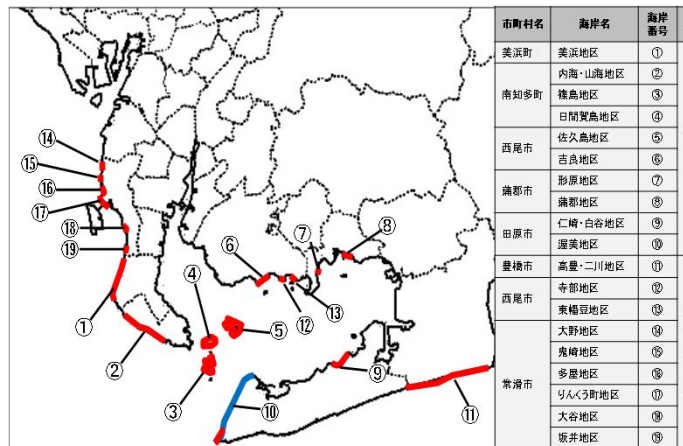 市町村名 海岸名 海岸番号
美浜町 美浜地区 ①
南知多町 内海・山海地区 ②
篠島地区 ③
日間賀島地区 ④
西尾市 佐久島地区 ⑤
吉良地区 ⑥
蒲郡市 形原地区 ⑦
蒲郡地区 ⑧
田原市 仁崎・白谷地区 ⑨
渥美地区 ⑩
豊橋市 高豊・二川地区 ⑪
西尾市 寺部地区 ⑫
東幡豆地区 ⑬
常滑市 大野地区 ⑭
鬼崎地区 ⑮
多屋地区 ⑯
りんくう町地区 ⑰
大谷地区 ⑱
坂井地区 ⑲
⑭
⑮
⑯
⑰
⑱
⑲
①
②
③
④
⑤
⑥
⑦
⑧
⑫
⑬
⑨
⑩
⑪